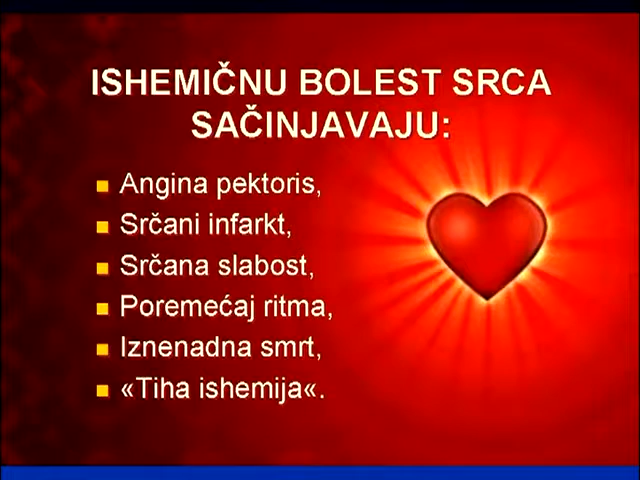 ISHEMIČNU BOLEST SRCA
SAČINJAVAJU:
Angina pektoris,
Srčani infarkt,
Srčana slabost,
Poremećaj ritma,
Iznenadna smrt,
«Tiha ishemija«.